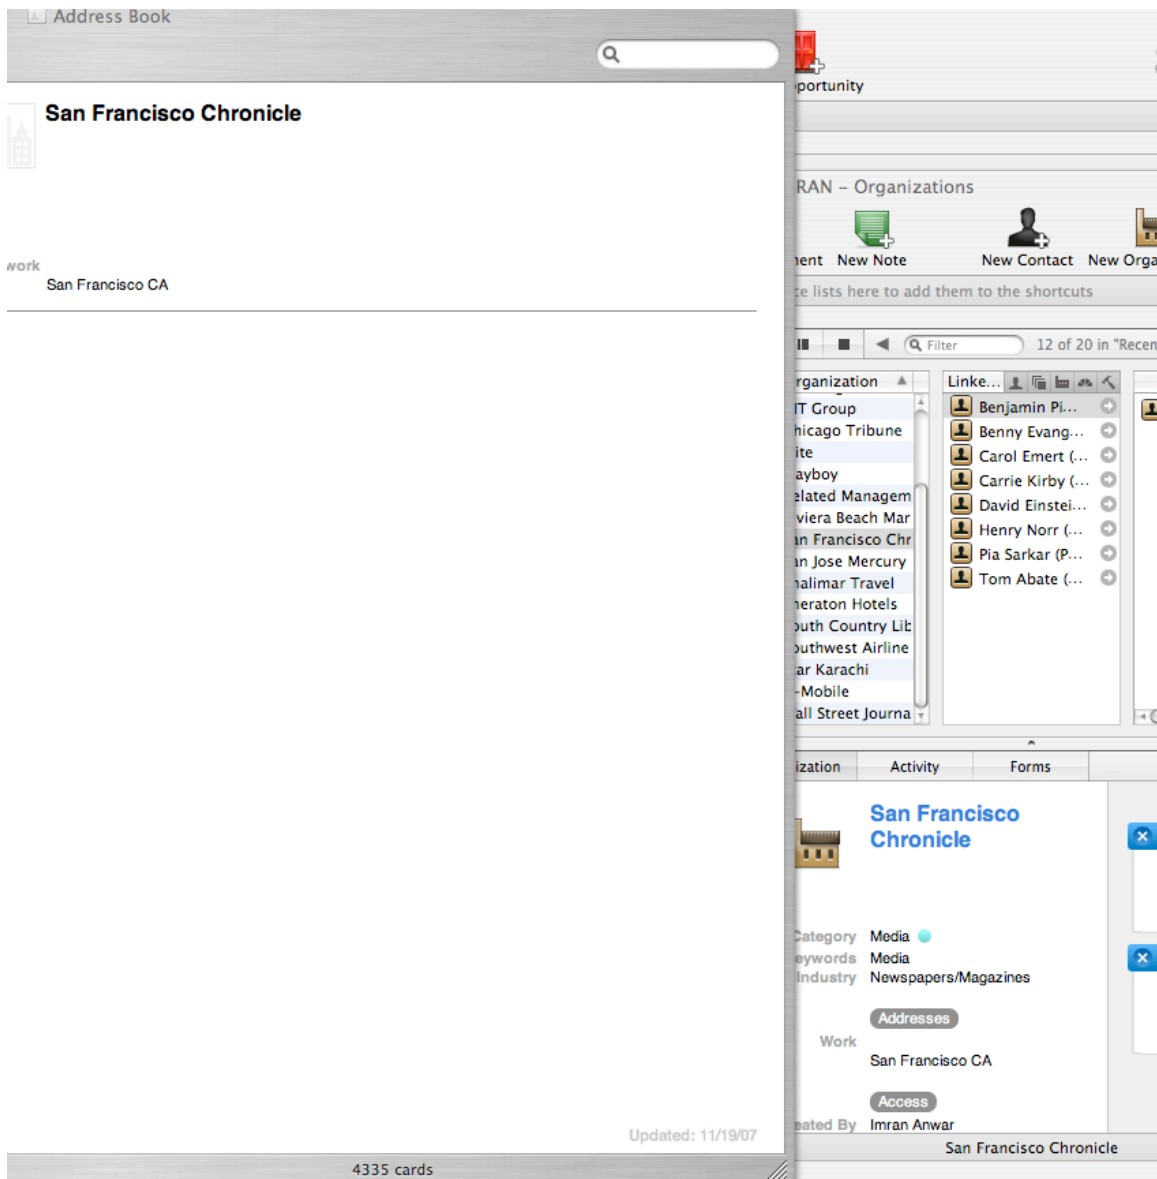 Address Book
San Francisco Chronicle
work
San Francisco CA
Updated: 11/19/07
4335 cards
portunity
RAN – Organizations
nent New Note New Contact New Orga
ce lists here to add them to the shortcuts
Filter 12 of 20 in "Recen
rganization Linke...
IT Group
hicago Tribune
ite
ayboy
elated Managem
viera Beach Mar
an Francisco Chr
an Jose Mercury
halimar Travel
heraton Hotels
outh Country Lib
outhwest Airline
tar Karachi
-Mobile
all Street Journa
Benjamin Pi...
Benny Evang...
Carol Emert (...
Carrie Kirby (...
David Einstei...
Henry Norr (...
Pia Sarkar (P...
Tom Abate (...
ization Activity Forms
San Francisco
Chronicle
Category Media
eywords Media
Industry Newspapers/Magazines
Addresses
Work
San Francisco CA
Access
eated By Imran Anwar
San Francisco Chronicle